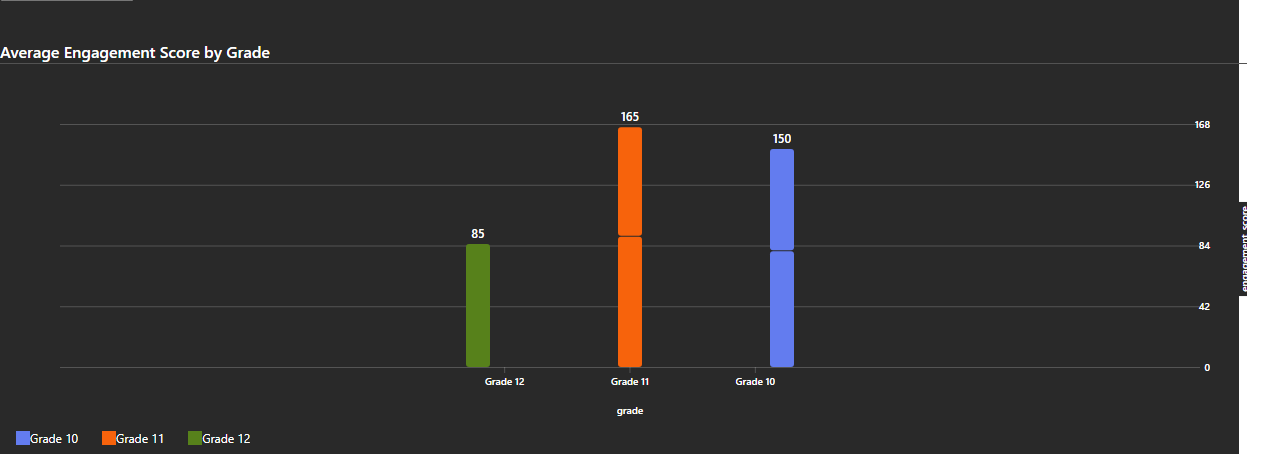 Average Engagement Score by Grade
165
168
150
126
engagement_score
85
84
42
0
Grade 12
Grade 11
Grade 10
grade
Grade 10
Grade 11
Grade 12